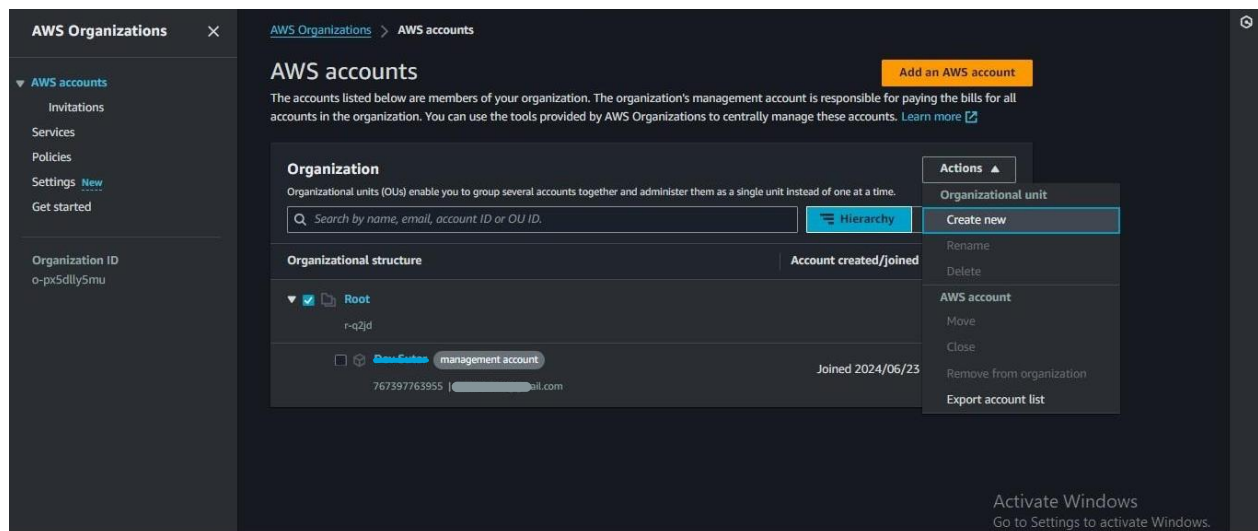 AWS Organizations
AWS accounts
Invitations
Services
Policies
Settings New
Get started
Organization ID
o-px5dlly5mu
AWS Organizations > AWS accounts
AWS accounts
Add an AWS account
The accounts listed below are members of your organization. The organization's management account is responsible for paying the bills for all
accounts in the organization. You can use the tools provided by AWS Organizations to centrally manage these accounts. Learn more
Organization
Actions
Organizational units (OUs) enable you to group several accounts together and administer them as a single unit instead of one at a time.
Search by name, email, account ID or OU ID.
Hierarchy
Organizational structure
Account created/joined
Root
r-q2jd
management account
767397763955 | ail.com
Joined 2024/06/23
Organizational unit
Create new
Rename
Delete
AWS account
Move
Close
Remove from organization
Export account list
Activate Windows
Go to Settings to activate Windows.